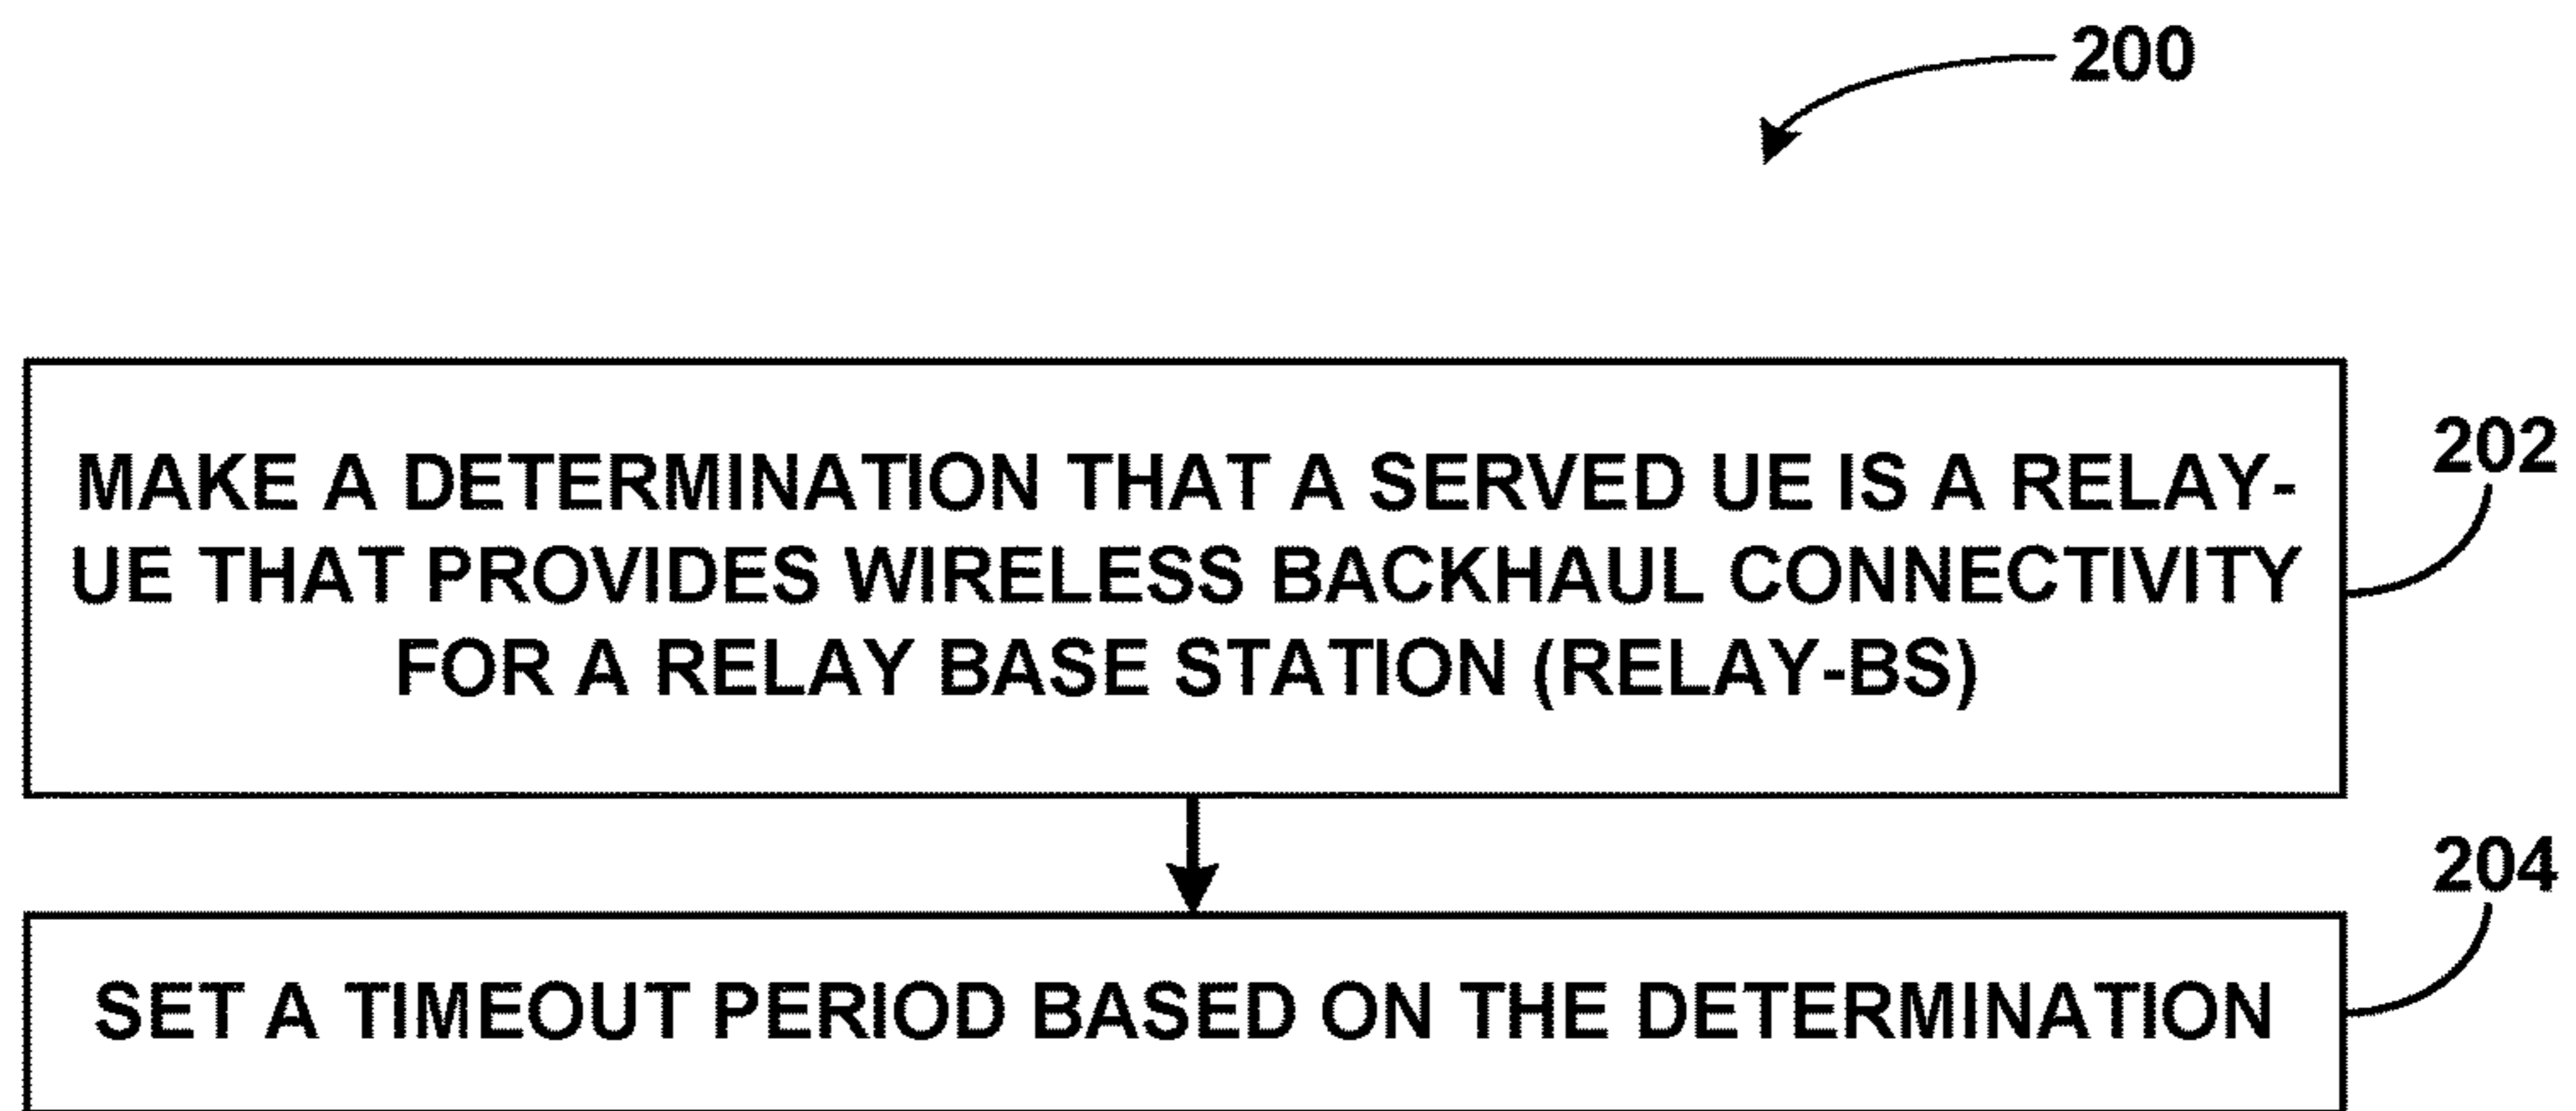 200
MAKE A DETERMINATION THAT A SERVED UE IS A RELAY-
UE THAT PROVIDES WIRELESS BACKHAUL CONNECTIVITY
FOR A RELAY BASE STATION (RELAY-BS)
202
SET A TIMEOUT PERIOD BASED ON THE DETERMINATION
204